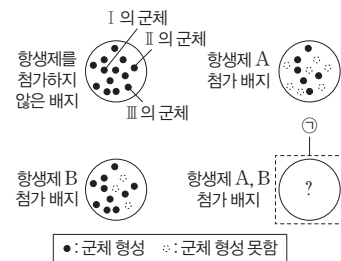 Ⅰ의 군체
Ⅱ의 군체
Ⅲ의 군체
항생제를
첨가하지
않은 배지
항생제 A
첨가 배지
㉠
항생제 B
첨가 배지
항생제 A, B
첨가 배지
?
●: 군체 형성 ◌: 군체 형성 못함